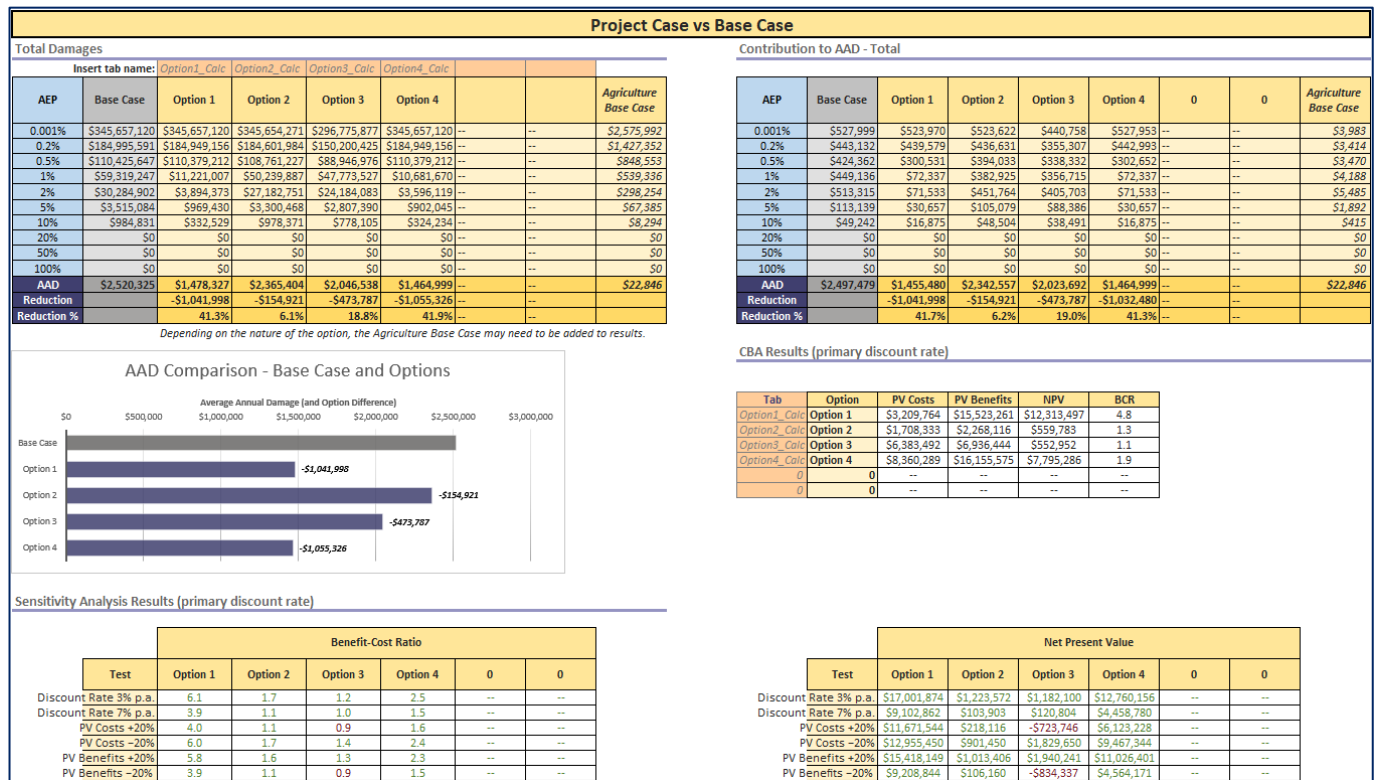 Project Case vs Base Case
Total Damages
Insert tab name: Option1_Calc Option2_Calc Option3_Calc Option4_Calc
AEP Base Case Option 1 Option 2 Option 3 Option 4 Agriculture Base Case
0.001% $345,657,120 $345,657,120 $345,654,271 $296,775,877 $345,657,120 -- -- $2,575,992
0.2% $184,995,591 $184,949,156 $184,601,984 $150,200,425 $184,949,156 -- -- $1,427,352
0.5% $110,425,647 $110,379,212 $108,761,227 $88,946,976 $110,379,212 -- -- $848,553
1% $59,319,247 $11,221,007 $50,239,887 $47,773,527 $10,681,670 -- -- $539,336
2% $30,284,902 $3,894,373 $27,182,751 $24,184,083 $3,596,119 -- -- $298,254
5% $3,515,084 $969,430 $3,300,468 $2,807,390 $902,045 -- -- $67,385
10% $984,831 $332,529 $978,371 $778,105 $324,234 -- -- $8,294
20% $0 $0 $0 $0 $0 -- -- $0
50% $0 $0 $0 $0 $0 -- -- $0
100% $0 $0 $0 $0 $0 -- -- $0
AAD $2,520,325 $1,478,327 $2,365,404 $2,046,538 $1,464,999 -- -- $22,846
Reduction -$1,041,998 -$154,921 -$473,787 -$1,055,326 -- --
Reduction % 41.3% 6.1% 18.8% 41.9% -- --
Depending on the nature of the option, the Agriculture Base Case may need to be added to results.
Contribution to AAD - Total
AEP Base Case Option 1 Option 2 Option 3 Option 4 0 0 Agriculture Base Case
0.001% $527,999 $523,970 $523,622 $440,758 $527,953 -- -- $3,983
0.2% $443,132 $439,579 $436,631 $355,307 $442,993 -- -- $3,414
0.5% $424,362 $300,531 $394,033 $338,332 $302,652 -- -- $3,470
1% $449,136 $72,337 $382,925 $356,715 $72,337 -- -- $4,188
2% $513,315 $71,533 $451,764 $405,703 $71,533 -- -- $5,485
5% $113,139 $30,657 $105,079 $88,386 $30,657 -- -- $1,892
10% $49,242 $16,875 $48,504 $38,491 $16,875 -- -- $415
20% $0 $0 $0 $0 $0 -- -- $0
50% $0 $0 $0 $0 $0 -- -- $0
100% $0 $0 $0 $0 $0 -- -- $0
AAD $2,497,479 $1,455,480 $2,342,557 $2,023,692 $1,464,999 -- -- $22,846
Reduction -$1,041,998 -$154,921 -$473,787 -$1,032,480 -- --
Reduction % 41.7% 6.2% 19.0% 41.3% -- --
AAD Comparison - Base Case and Options
Average Annual Damage (and Option Difference)
$0 $500,000 $1,000,000 $1,500,000 $2,000,000 $2,500,000 $3,000,000
Base Case
Option 1 -$1,041,998
Option 2 -$154,921
Option 3 -$473,787
Option 4 -$1,055,326
CBA Results (primary discount rate)
Tab Option PV Costs PV Benefits NPV BCR
Option1_Calc Option 1 $3,209,764 $15,523,261 $12,313,497 4.8
Option2_Calc Option 2 $1,708,333 $2,268,116 $559,783 1.3
Option3_Calc Option 3 $6,383,492 $6,936,444 $552,952 1.1
Option4_Calc Option 4 $8,360,289 $16,155,575 $7,795,286 1.9
0 0 -- -- -- --
0 0 -- -- -- --
Sensitivity Analysis Results (primary discount rate)
Benefit-Cost Ratio
Test Option 1 Option 2 Option 3 Option 4 0 0
Discount Rate 3% p.a. 6.1 1.7 1.2 2.5 -- --
Discount Rate 7% p.a. 3.9 1.1 1.0 1.5 -- --
PV Costs +20% 4.0 1.1 0.9 1.6 -- --
PV Costs −20% 6.0 1.7 1.4 2.4 -- --
PV Benefits +20% 5.8 1.6 1.3 2.3 -- --
PV Benefits −20% 3.9 1.1 0.9 1.5 -- --
Net Present Value
Test Option 1 Option 2 Option 3 Option 4 0 0
Discount Rate 3% p.a. $17,001,874 $1,223,572 $1,182,100 $12,760,156 -- --
Discount Rate 7% p.a. $9,102,862 $103,903 $120,804 $4,458,780 -- --
PV Costs +20% $11,671,544 $218,116 -$723,746 $6,123,228 -- --
PV Costs −20% $12,955,450 $901,450 $1,829,650 $9,467,344 -- --
PV Benefits +20% $15,418,149 $1,013,406 $1,940,241 $11,026,401 -- --
PV Benefits −20% $9,208,844 $106,160 -$834,337 $4,564,171 -- --